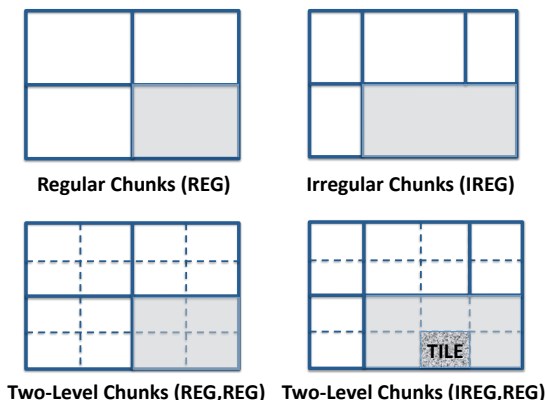 Regular Chunks (REG) Irregular Chunks (IREG)
TILE
Two-Level Chunks (REG,REG) Two-Level Chunks (IREG,REG)